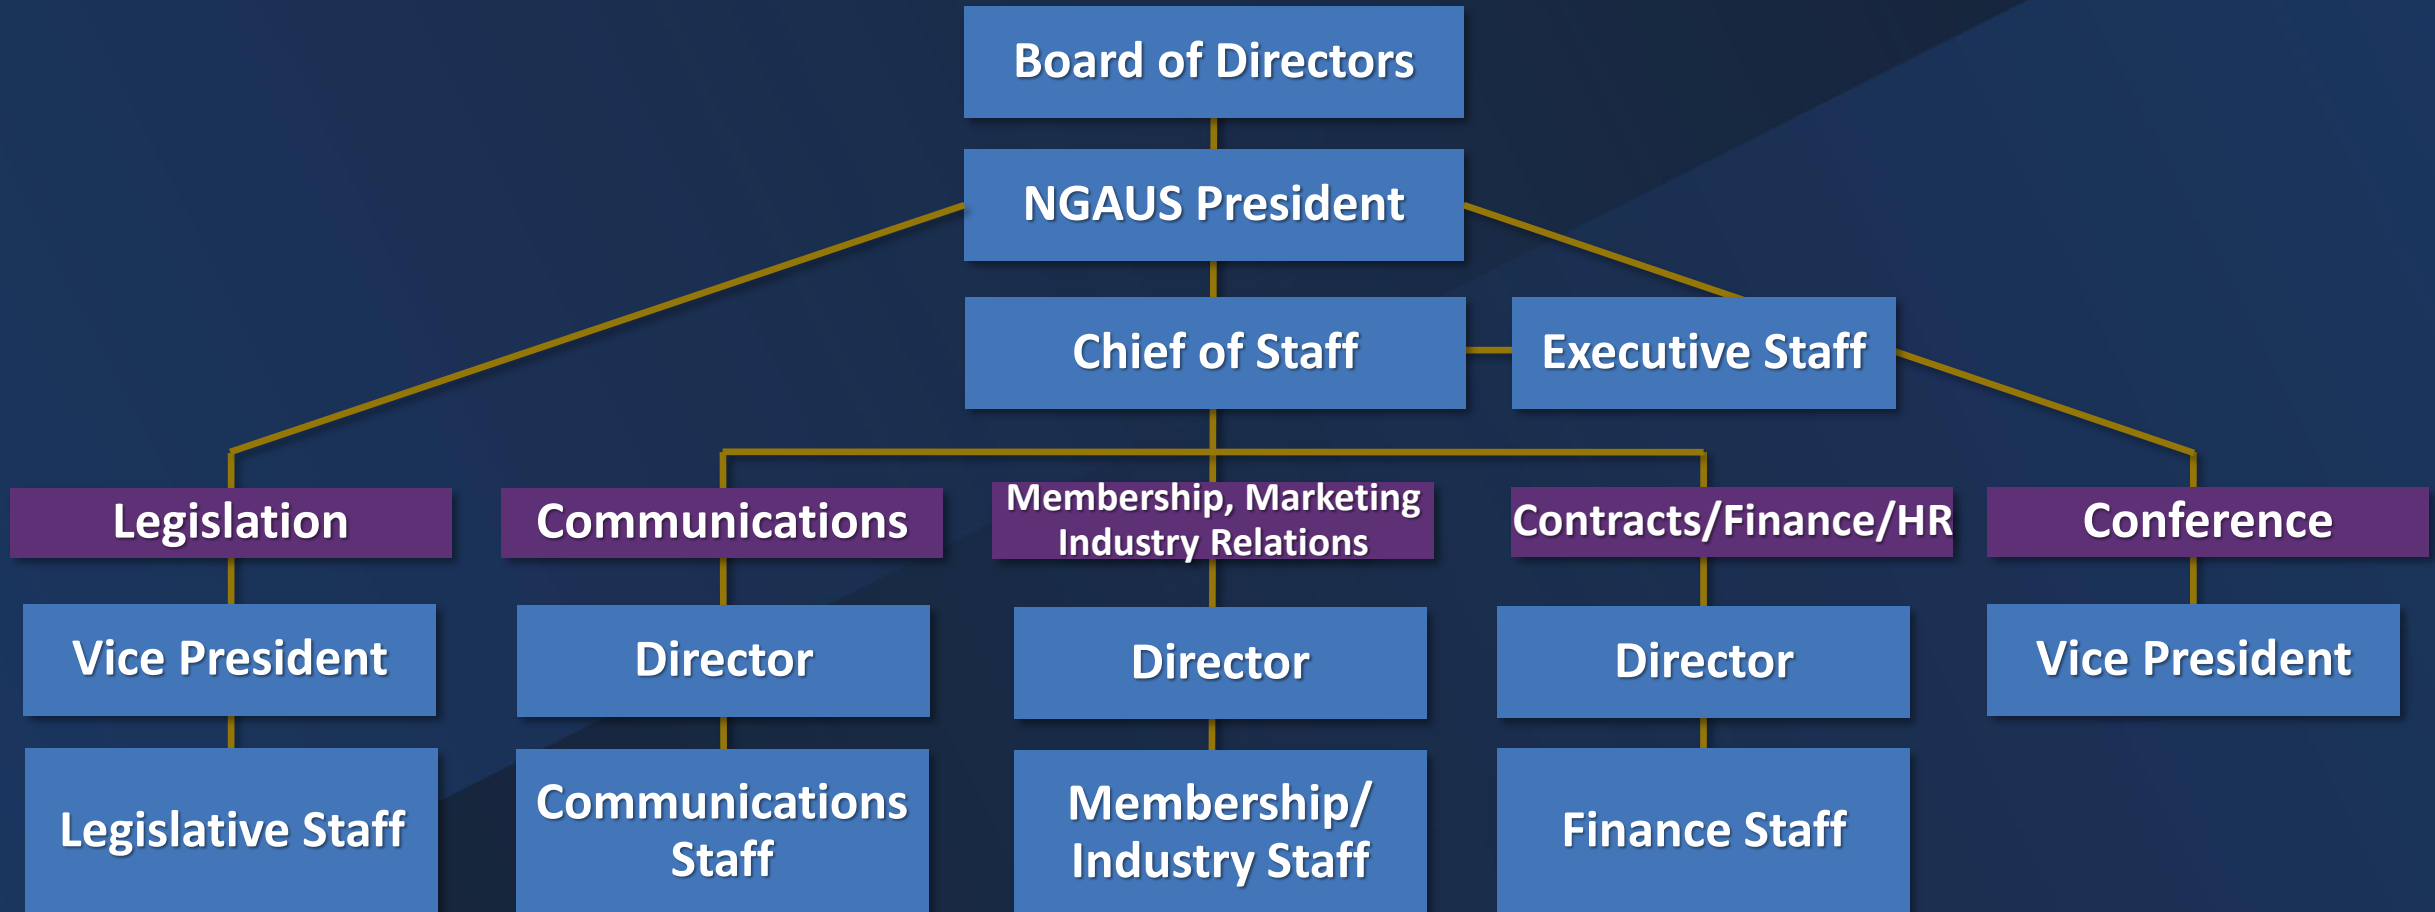 Board of Directors
NGAUS President
Chief of Staff
Executive Staff
Legislation
Communications
Membership, Marketing
Industry Relations
Contracts/Finance/HR
Conference
Vice President
Director
Director
Director
Vice President
Legislative Staff
Communications
Staff
Membership/
Industry Staff
Finance Staff